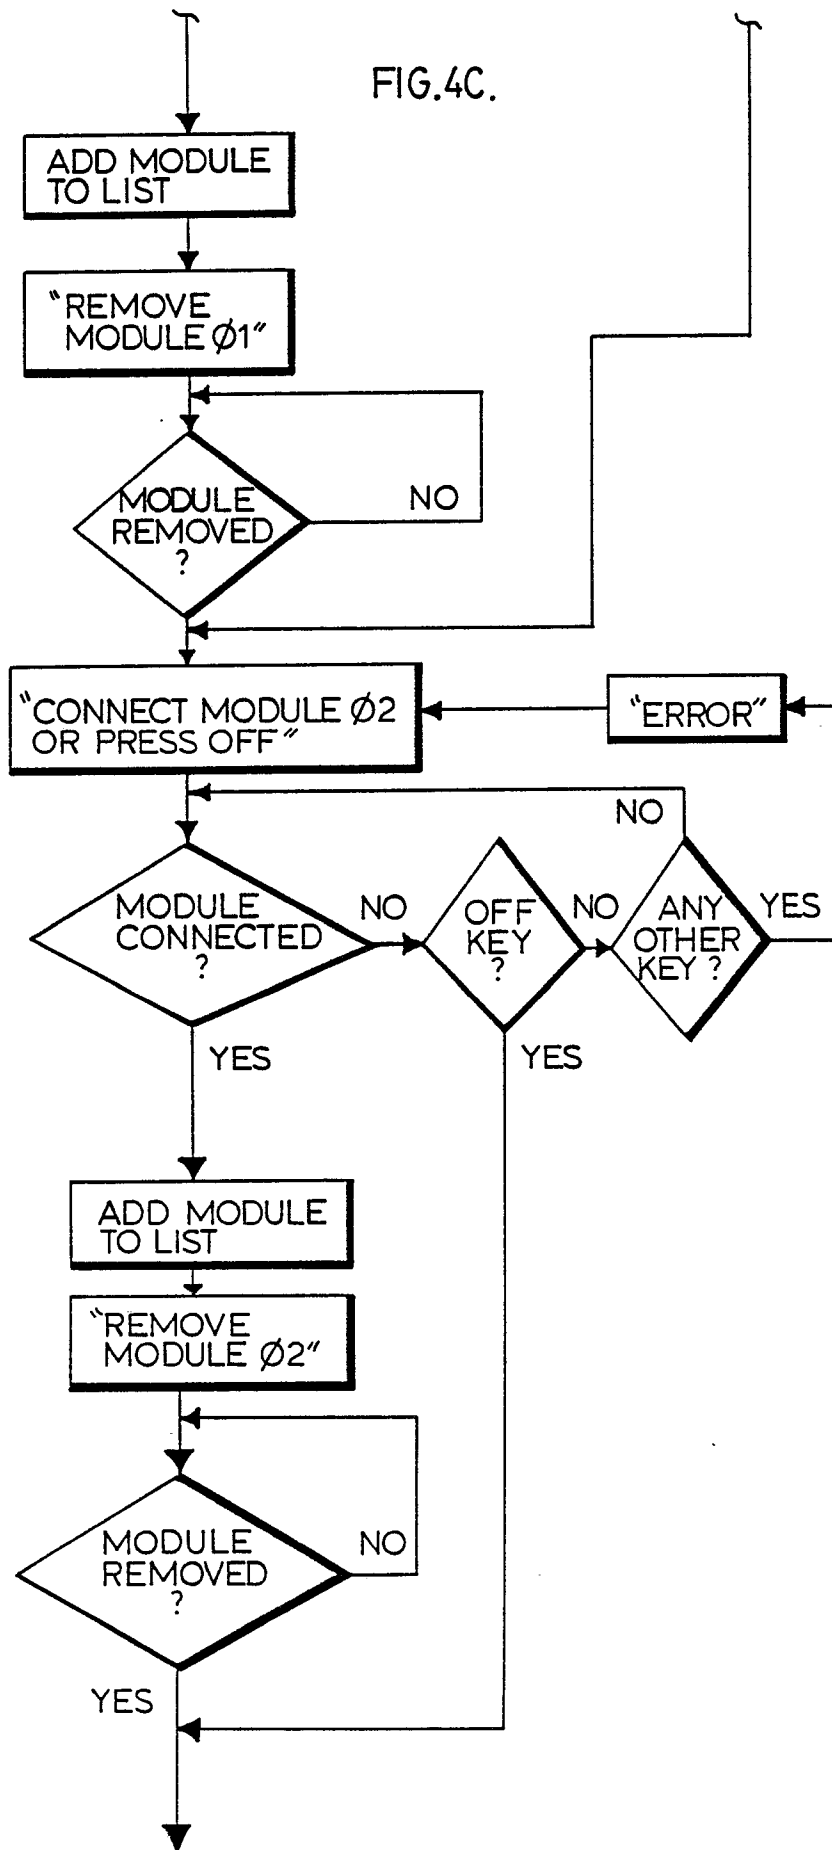 FIG.4C.
ADD MODULE
TO LIST
"REMOVE
MODULE Ø1"
MODULE
REMOVED
?
NO
"CONNECT MODULE Ø2
OR PRESS OFF"
"ERROR"
NO
MODULE
CONNECTED
?
NO
OFF
KEY
?
NO
ANY
OTHER
KEY ?
YES
YES
YES
ADD MODULE
TO LIST
"REMOVE
MODULE Ø2"
MODULE
REMOVED
?
NO
YES